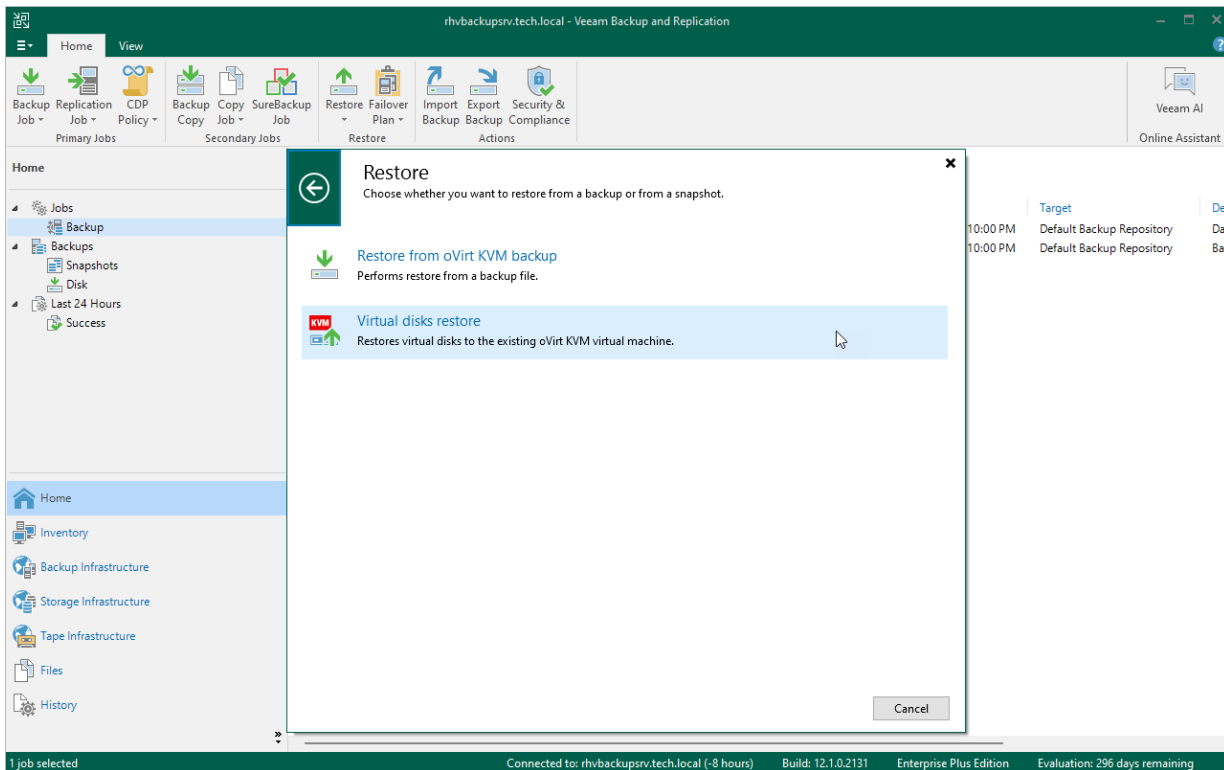 rhvbackupsrv.tech.local - Veeam Backup and Replication
Home View
Backup Job
Replication Job
CDP Policy
Primary Jobs
Backup Copy
Copy Job
SureBackup Job
Secondary Jobs
Restore
Failover Plan
Restore
Import Backup
Export Backup
Security & Compliance
Actions
Veeam AI
Online Assistant
Home
Jobs
Backup
Backups
Snapshots
Disk
Last 24 Hours
Success
Home
Inventory
Backup Infrastructure
Storage Infrastructure
Tape Infrastructure
Files
History
Restore
Choose whether you want to restore from a backup or from a snapshot.
Restore from oVirt KVM backup
Performs restore from a backup file.
KVM
Virtual disks restore
Restores virtual disks to the existing oVirt KVM virtual machine.
Cancel
Target De
10:00 PM Default Backup Repository Da
10:00 PM Default Backup Repository Ba
1 job selected
Connected to: rhvbackupsrv.tech.local (-8 hours) Build: 12.1.0.2131 Enterprise Plus Edition Evaluation: 296 days remaining